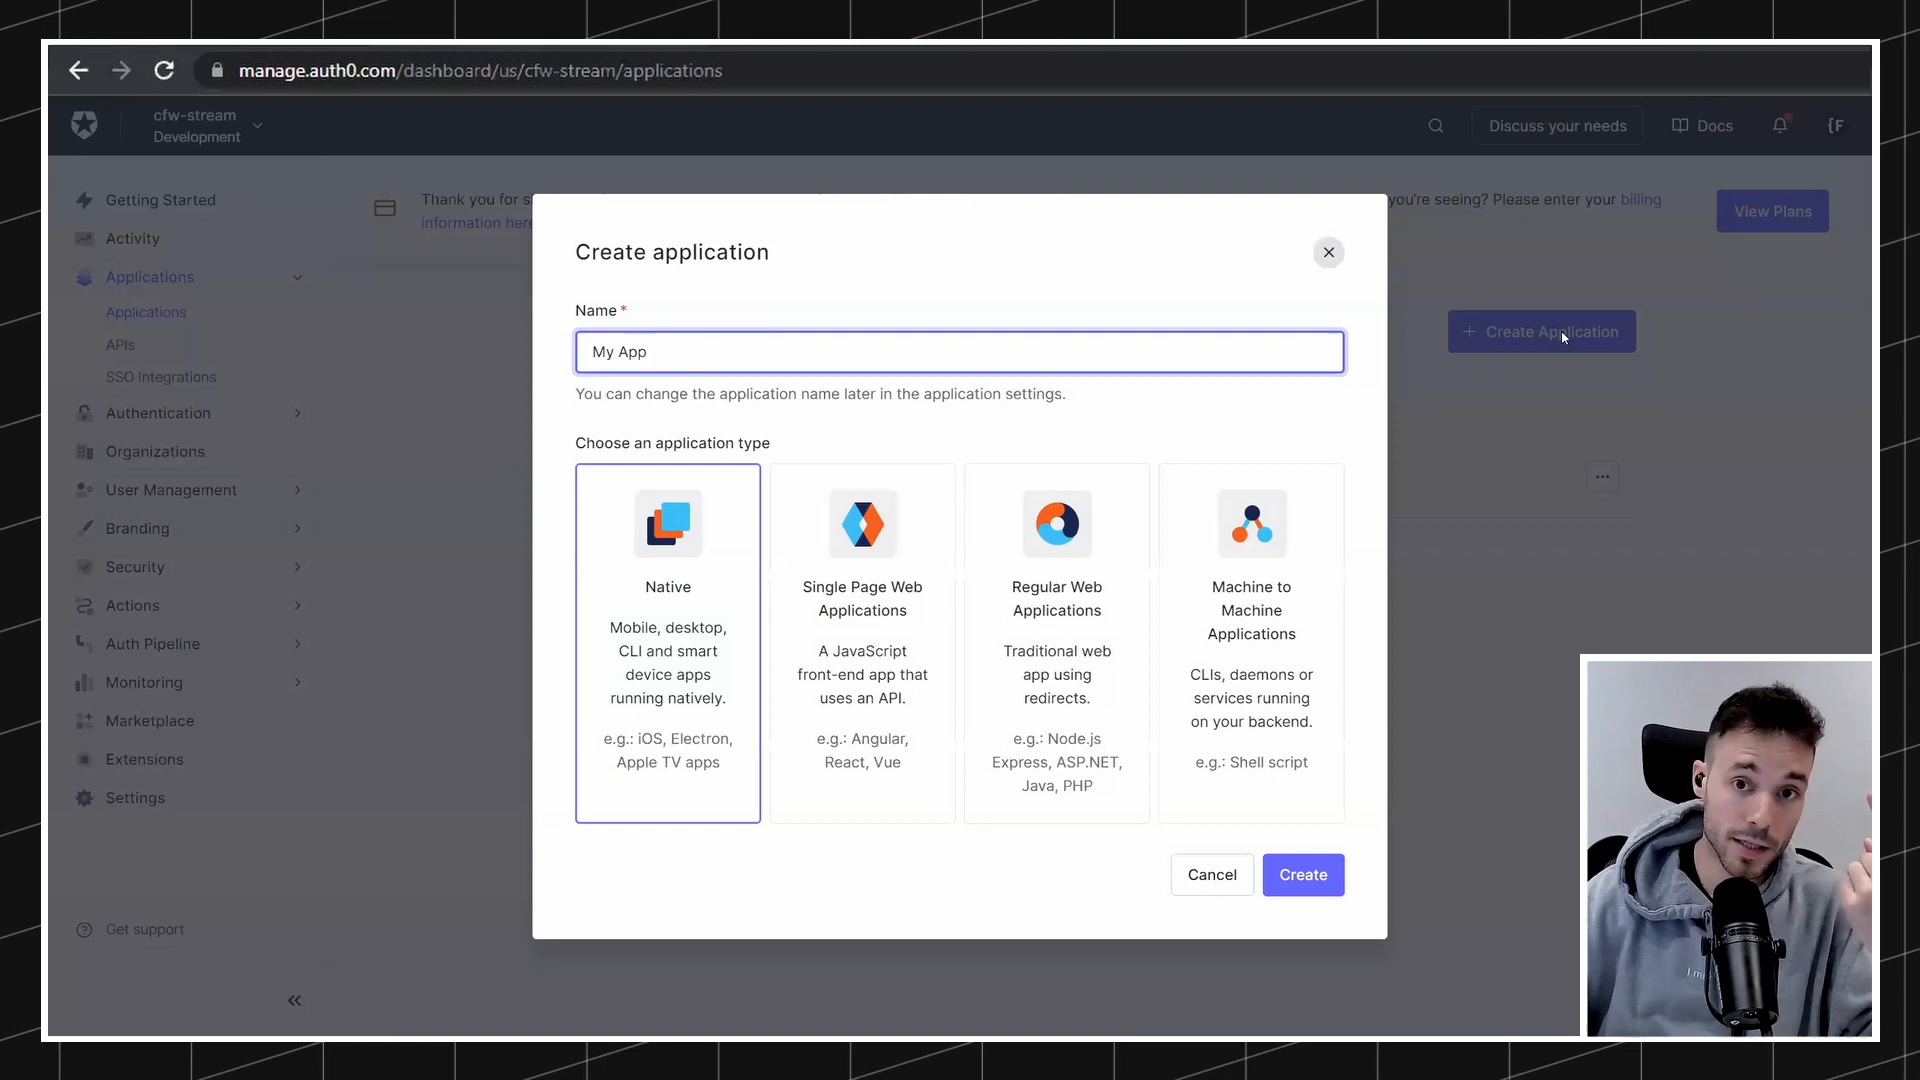 manage.auth0.com/dashboard/us/cfw-stream/applications
cfw-stream
Development
Discuss your needs
Docs
{F
Getting Started
Activity
Applications
Applications
APIs
SSO Integrations
Authentication
Organizations
User Management
Branding
Security
Actions
Auth Pipeline
Monitoring
Marketplace
Extensions
Settings
Get support
Thank you for s
you're seeing? Please enter your billing
information here
View Plans
+ Create Application
Create application
Name *
My App
You can change the application name later in the application settings.
Choose an application type
Native
Mobile, desktop,
CLI and smart
device apps
running natively.
e.g.: iOS, Electron,
Apple TV apps
Single Page Web
Applications
A JavaScript
front-end app that
uses an API.
e.g.: Angular,
React, Vue
Regular Web
Applications
Traditional web
app using
redirects.
e.g.: Node.js
Express, ASP.NET,
Java, PHP
Machine to
Machine
Applications
CLIs, daemons or
services running
on your backend.
e.g.: Shell script
Cancel
Create